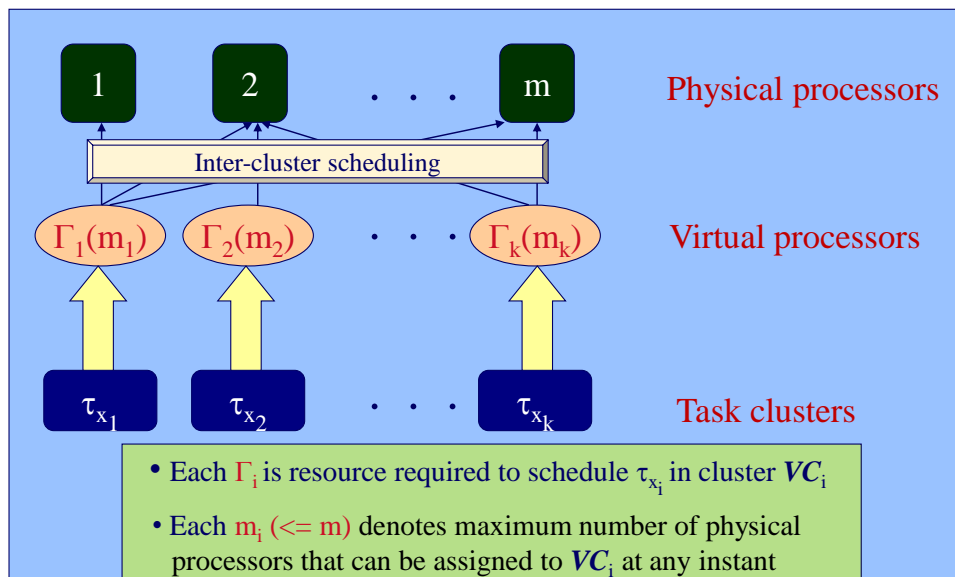 1 2 . . . m Physical processors
Inter-cluster scheduling
Γ₁(m₁) Γ₂(m₂) . . . Γₖ(mₖ) Virtual processors
τₓ₁ τₓ₂ . . . τₓₖ Task clusters
• Each Γᵢ is resource required to schedule τₓᵢ in cluster VCᵢ
• Each mᵢ (<= m) denotes maximum number of physical
processors that can be assigned to VCᵢ at any instant